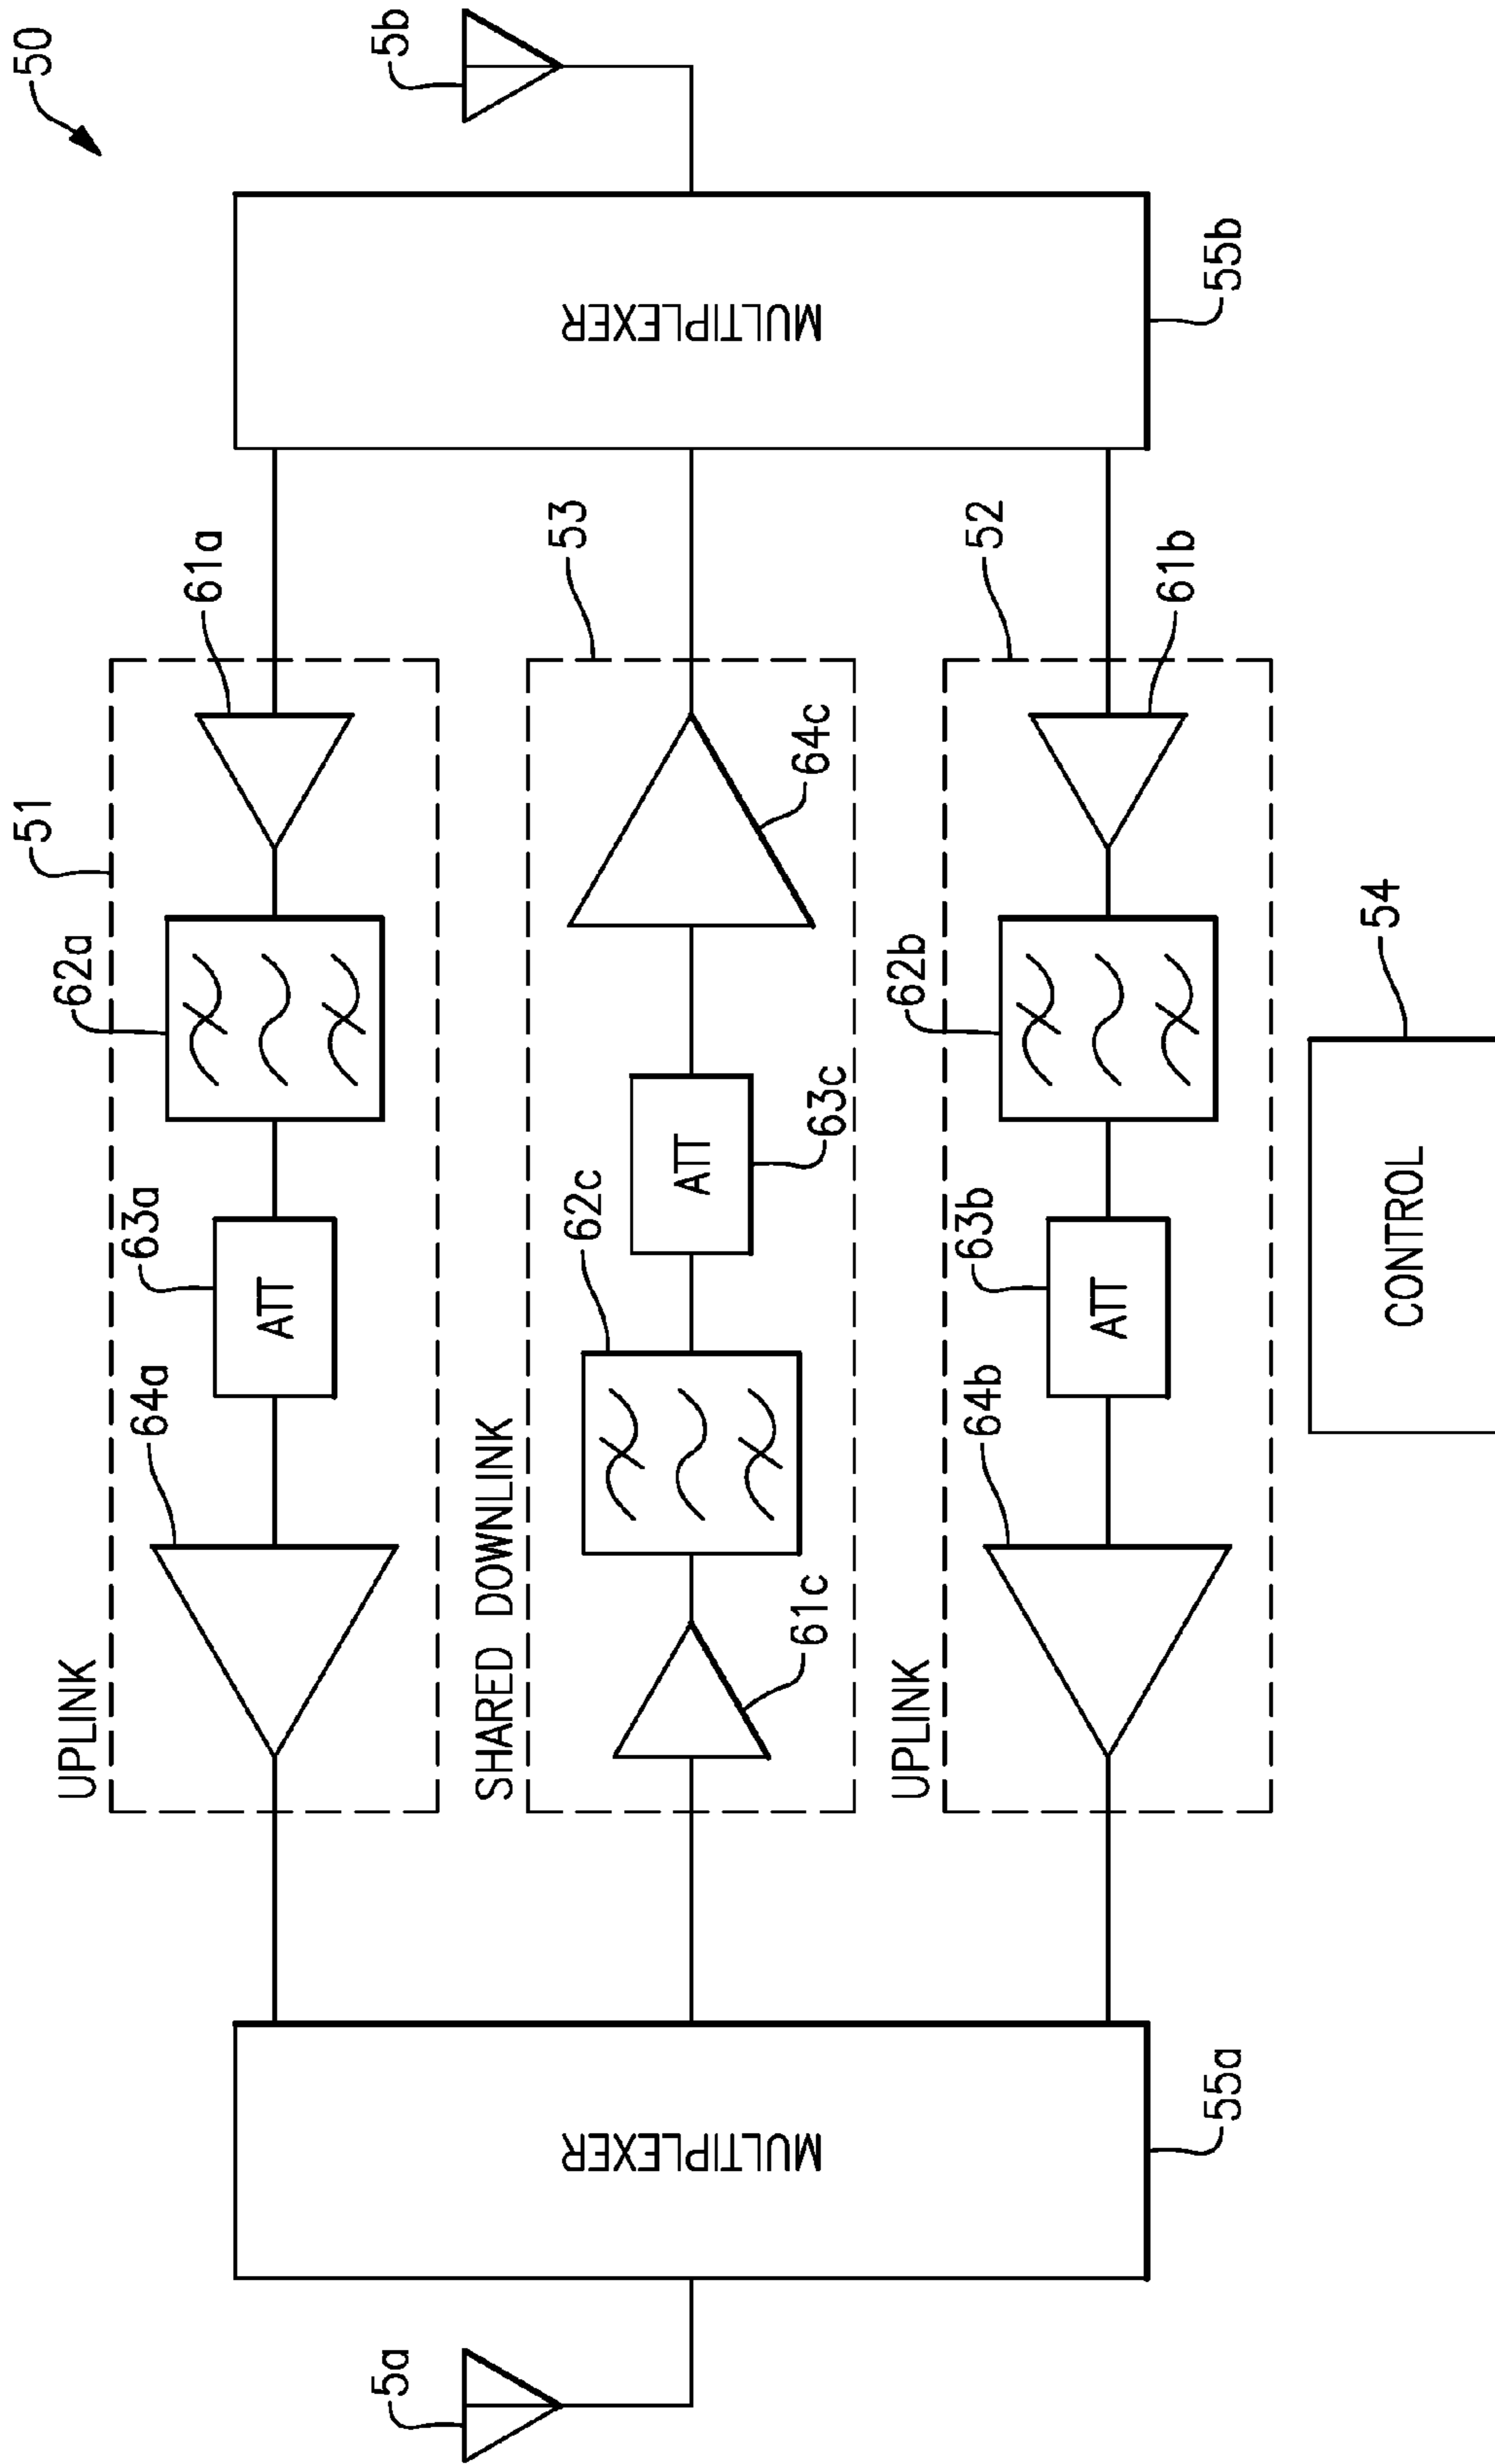 50
51
UPLINK
64a
63a
62a
61a
SHARED DOWNLINK
53
5a
5b
62c
61c
63c
64c
MULTIPLEXER
MULTIPLEXER
UPLINK
64b
63b
62b
52
61b
55a
55b
CONTROL
54
ATT
ATT
ATT